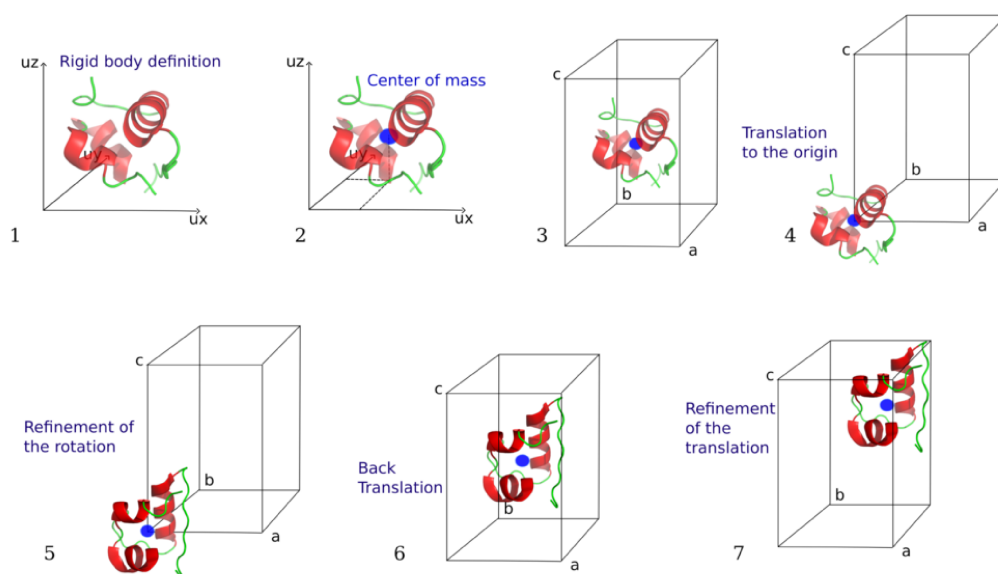 uz
Rigid body definition
uy
ux
1
uz
Center of mass
uy
ux
2
c
b
a
3
c
Translation
to the origin
b
a
4
c
Refinement of
the rotation
b
a
5
c
Back
Translation
b
a
6
c
Refinement
of the
translation
b
a
7